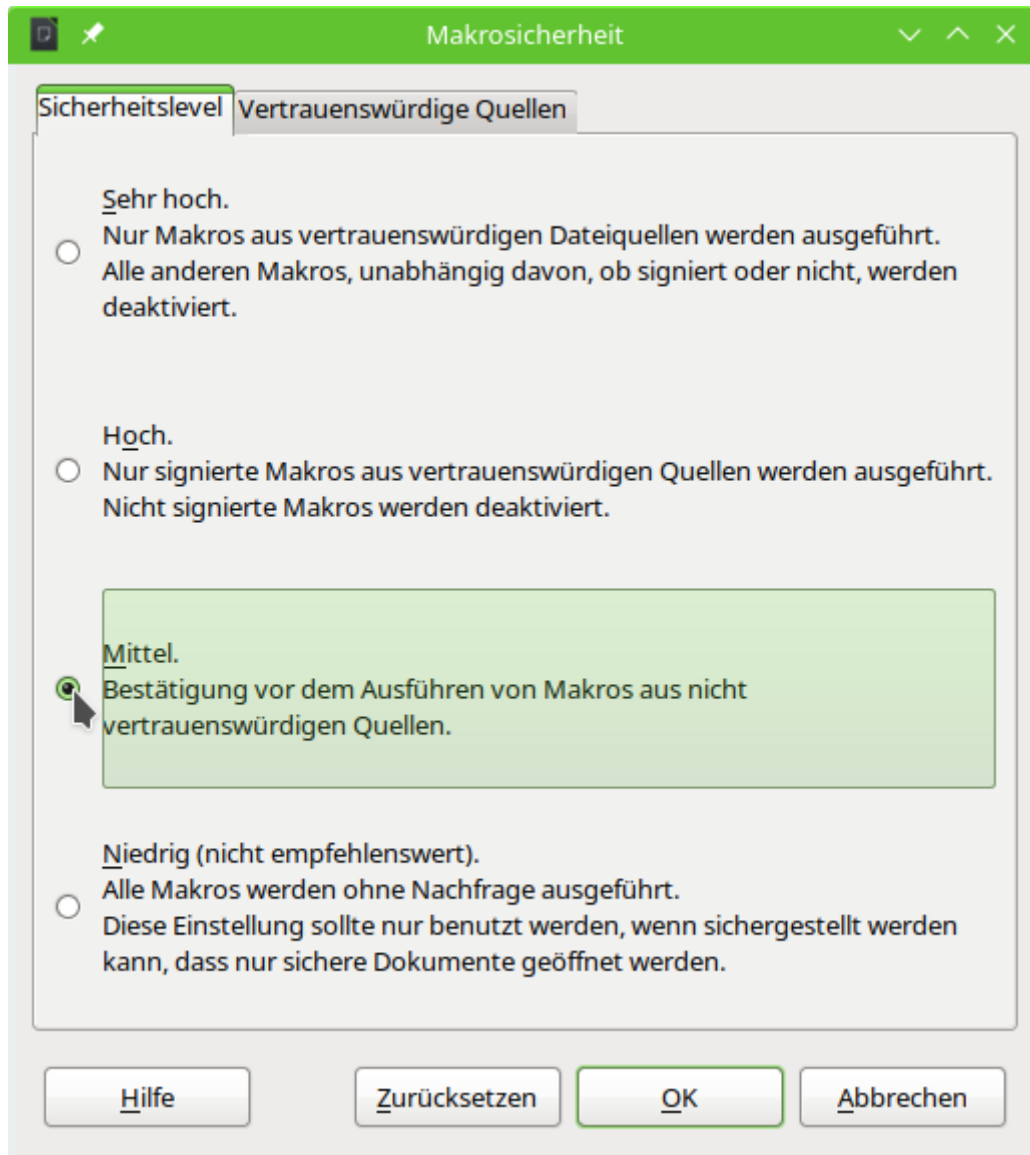 Makrosicherheit
Sicherheitslevel
Vertrauenswürdige Quellen
Sehr hoch.
Nur Makros aus vertrauenswürdigen Dateiquellen werden ausgeführt.
Alle anderen Makros, unabhängig davon, ob signiert oder nicht, werden
deaktiviert.
Hoch.
Nur signierte Makros aus vertrauenswürdigen Quellen werden ausgeführt.
Nicht signierte Makros werden deaktiviert.
Mittel.
Bestätigung vor dem Ausführen von Makros aus nicht
vertrauenswürdigen Quellen.
Niedrig (nicht empfehlenswert).
Alle Makros werden ohne Nachfrage ausgeführt.
Diese Einstellung sollte nur benutzt werden, wenn sichergestellt werden
kann, dass nur sichere Dokumente geöffnet werden.
Hilfe
Zurücksetzen
OK
Abbrechen